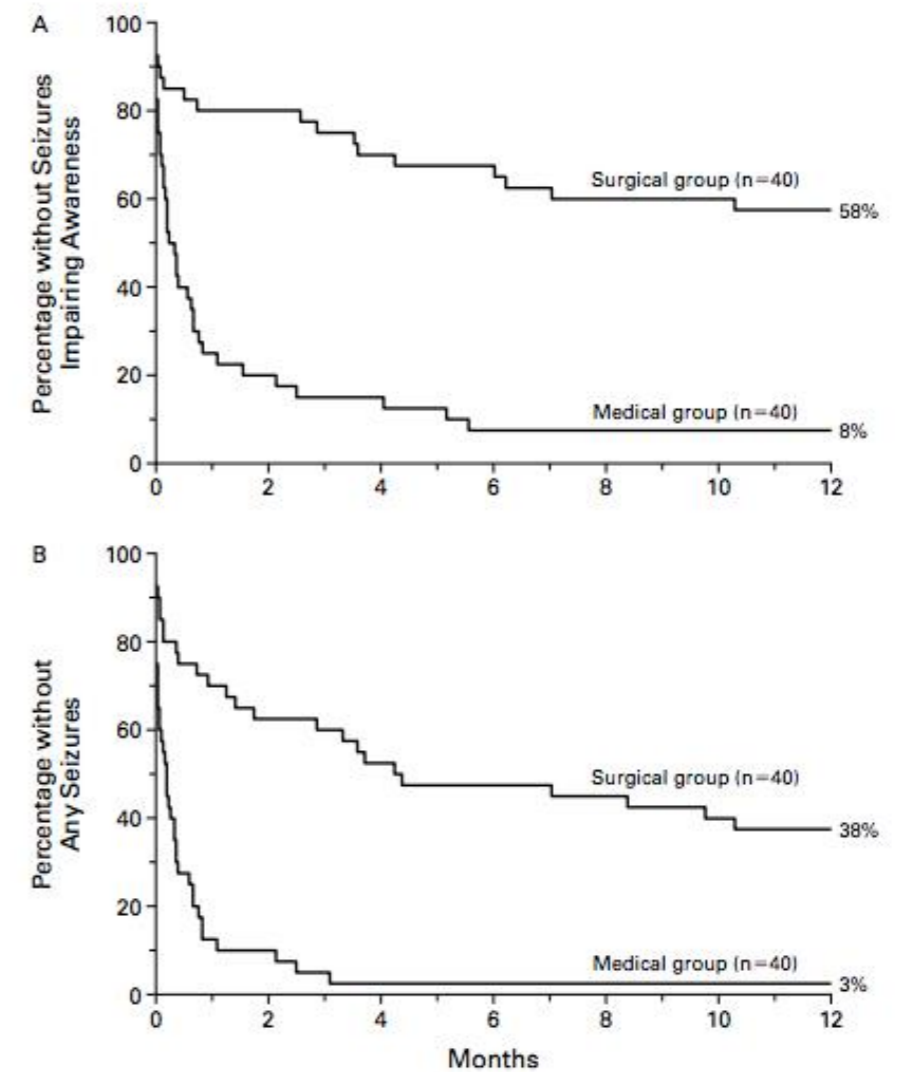 A
Percentage without Seizures
Impairing Awareness
100
80
60
40
20
0
Surgical group (n=40)
58%
Medical group (n=40)
8%
0 2 4 6 8 10 12
B
Percentage without
Any Seizures
100
80
60
40
20
0
Surgical group (n=40)
38%
Medical group (n=40)
3%
0 2 4 6 8 10 12
Months